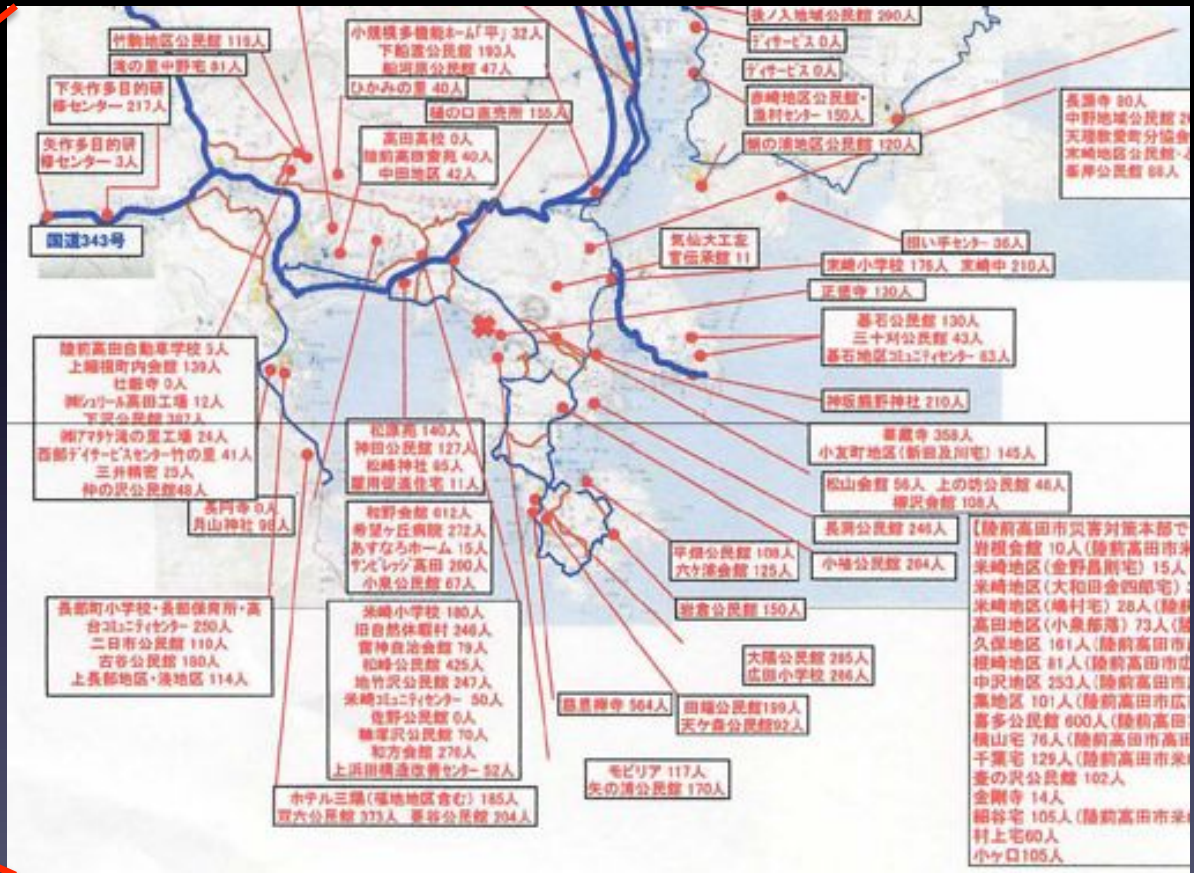 後ノ入地域公民館 290人
竹駒地区公民館 116人
滝の里中野宅 81人
小規模多機能ホーム「平」 32人
下船渡公民館 193人
船河原公民館 47人
ディサービス 0人
ディサービス 0人
下矢作多目的研
修センター 217人
ひかみの里 40人
赤崎地区公民館・
漁村センター 150人
樋の口直売所 155人
長源寺 80人
中野地域公民館
末崎地区公民館・
峯岸公民館 88人
矢作多目的研
修センター 3人
高田高校 0人
陸前高田斎苑 40人
中田地区 42人
蛸の浦地区公民館 120人
国道343号
気仙大工左
官伝承館 11
担い手センター 36人
末崎小学校 176人 末崎中 210人
正徳寺 130人
碁石公民館 130人
三十刈公民館 43人
碁石地区コミュニティセンター 83人
陸前高田自動車学校 5人
上細根町内会館 139人
0人
高田工場 12人
下沢公民館 387人
㈱アマタケ滝の里工場 24人
西部デイサービスセンター竹の里 41人
三井精密 25人
仲の沢公民館48人
神坂熊野神社 210人
松原苑 140人
神田公民館 127人
松峰神社 65人
雇用促進住宅 11人
華蔵寺 358人
小友町地区(新田及川宅) 145人
松山会館 56人 上の坊公民館 46人
柳沢会館 108人
長円寺 0人
月山神社 98人
和野会館 612人
希望ヶ丘病院 272人
あすなろホーム 15人
サンビレッジ高田 200人
小泉公民館 67人
長洞公民館 246人
小袖公民館 264人
平畑公民館 108人
六ケ浦会館 125人
岩倉公民館 150人
【陸前高田市災害対策本部で
岩根会館 10人(陸前高田市米
米崎地区(金野昌則宅) 15人
米崎地区(大和田金四郎宅)
米崎地区(嶋村宅) 28人(陸前
高田地区(小泉部落) 73人(陸
久保地区 161人(陸前高田市
根崎地区 81人(陸前高田市広
中沢地区 253人(陸前高田市
集地区 101人(陸前高田市広
喜多公民館 600人(陸前高田
横山宅 76人(陸前高田市高田
千葉宅 129人(陸前高田市米
壷の沢公民館 102人
金剛寺 14人
細谷宅 105人(陸前高田市米
村上宅60人
小ヶ口105人
長部町小学校・長部保育所・高
台コミュニティセンター 250人
二日市公民館 110人
古谷公民館 180人
上長部地区・湊地区 114人
米崎小学校 180人
旧自然休暇村 246人
雷神自治会館 79人
松峰公民館 425人
地竹沢公民館 247人
米崎コミュニティセンター 50人
佐野公民館 0人
糠塚沢公民館 70人
和方会館 276人
上浜田構造改善センター 52人
大陽公民館 285人
広田小学校 286人
慈恩禅寺 564人
田端公民館199人
天ケ森公民館92人
モビリア 117人
矢の浦公民館 170人
ホテル三陽(福地地区含む) 185人
双六公民館 373人 要谷公民館 204人